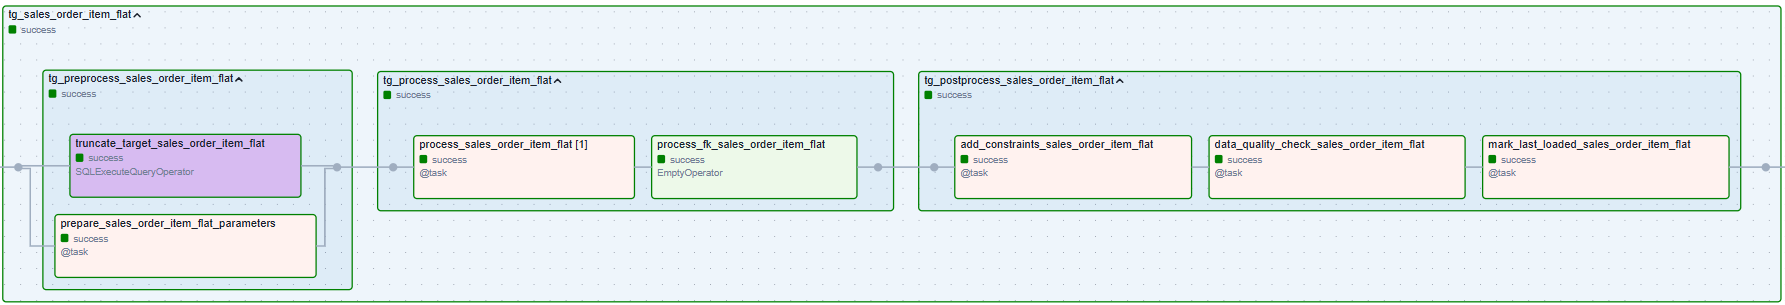 tg_sales_order_item_flat
success
tg_preprocess_sales_order_item_flat
success
truncate_target_sales_order_item_flat
success
SQLExecuteQueryOperator
prepare_sales_order_item_flat_parameters
success
@task
tg_process_sales_order_item_flat
success
process_sales_order_item_flat [1]
success
@task
process_fk_sales_order_item_flat
success
EmptyOperator
tg_postprocess_sales_order_item_flat
success
add_constraints_sales_order_item_flat
success
@task
data_quality_check_sales_order_item_flat
success
@task
mark_last_loaded_sales_order_item_flat
success
@task